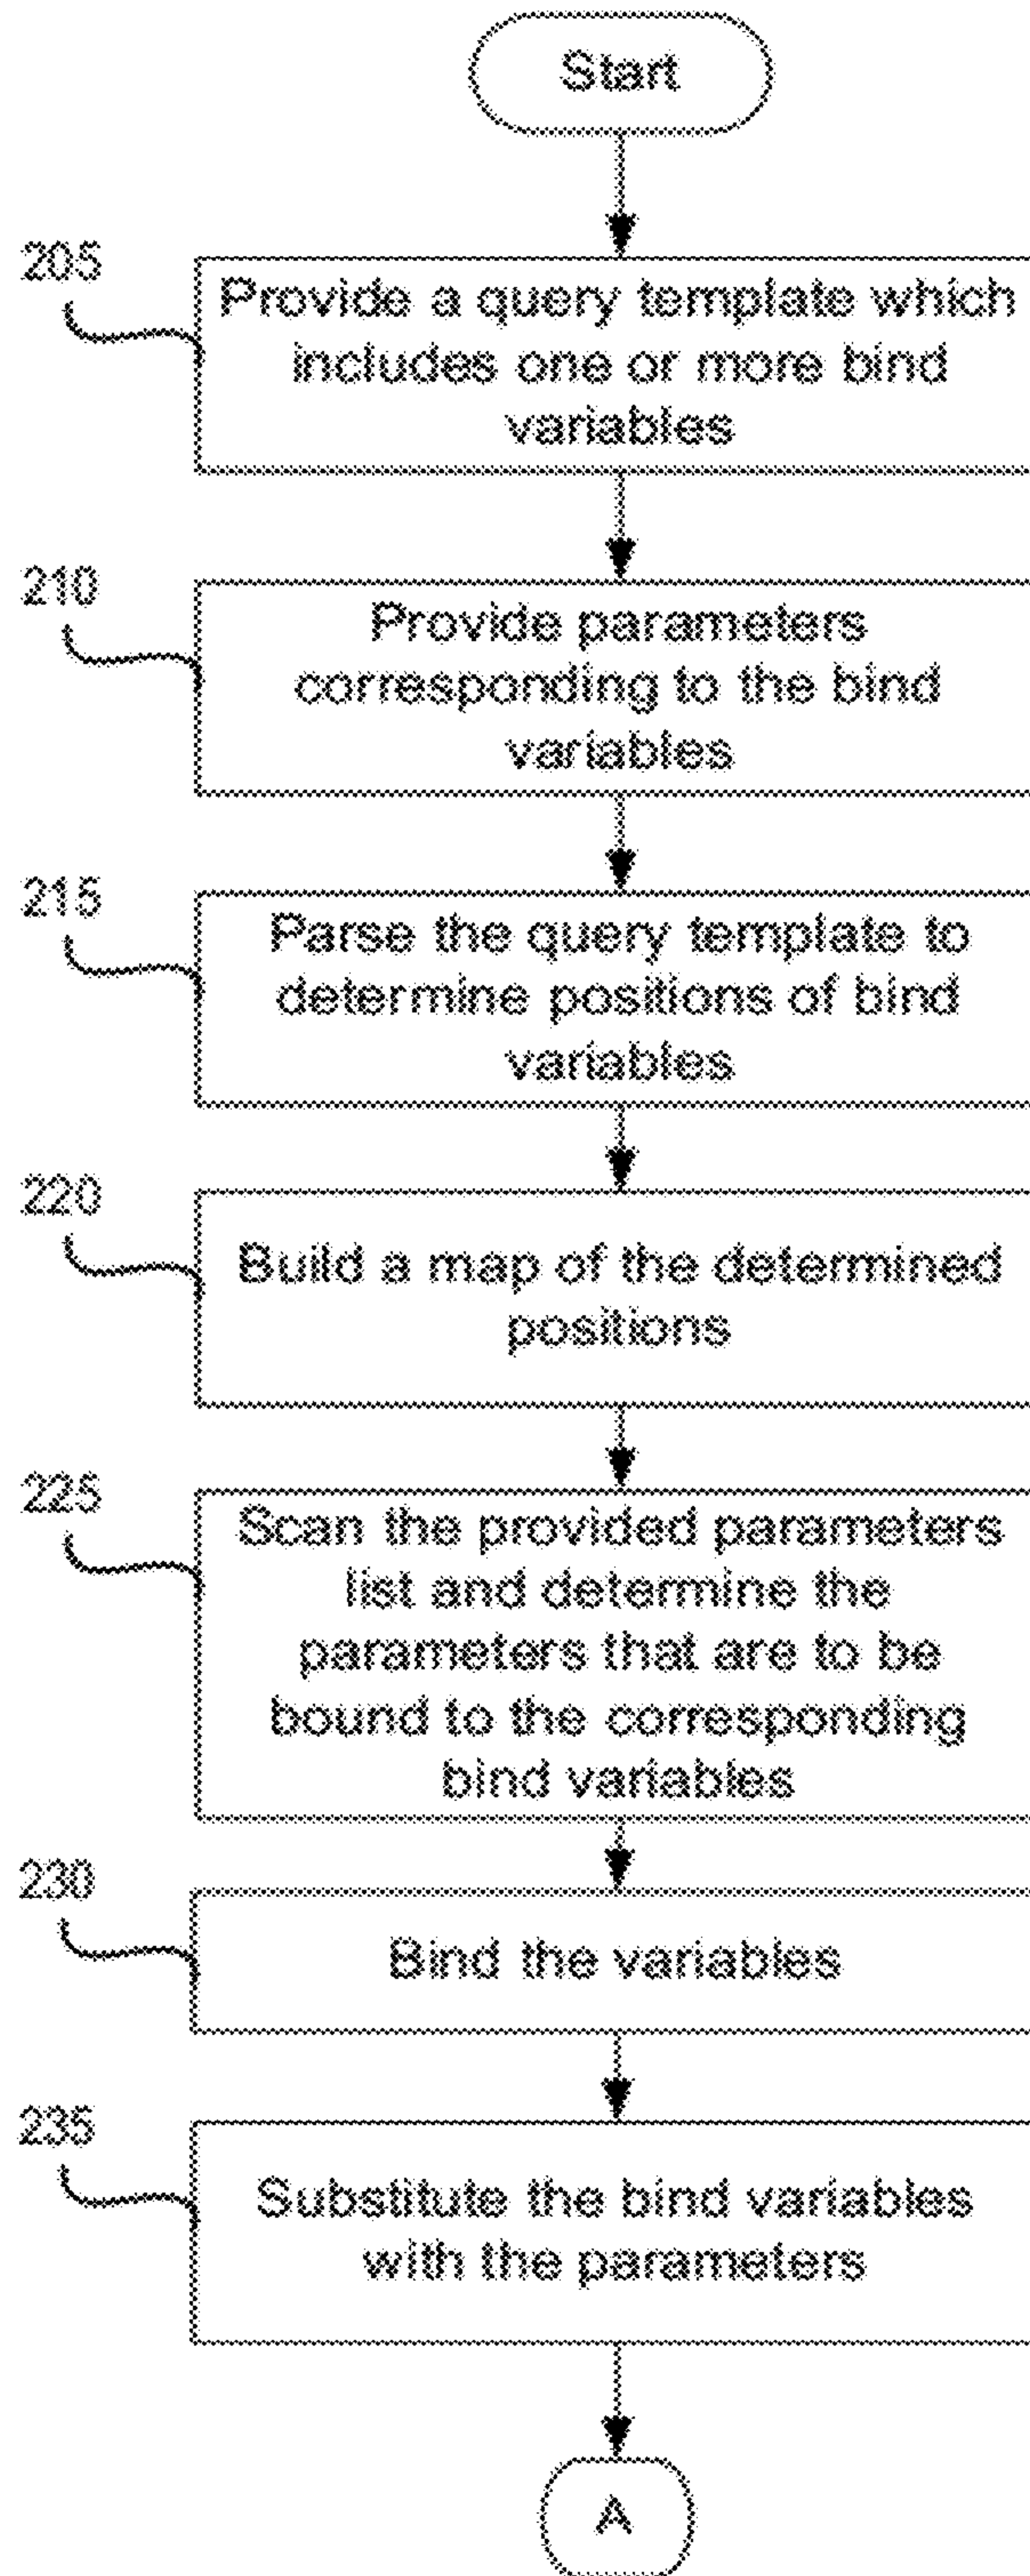 Start
205
Provide a query template which
includes one or more bind
variables
210
Provide parameters
corresponding to the bind
variables
215
Parse the query template to
determine positions of bind
variables
220
Build a map of the determined
positions
225
Scan the provided parameters
list and determine the
parameters that are to be
bound to the corresponding
bind variables
230
Bind the variables
235
Substitute the bind variables
with the parameters
A